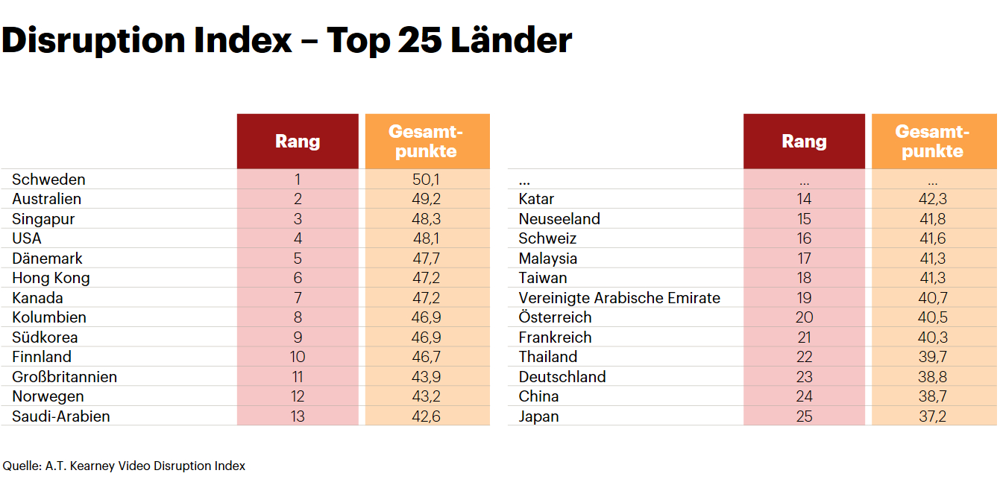 Disruption Index – Top 25 Länder
Rang Gesamt-
punkte
Schweden 1 50,1
Australien 2 49,2
Singapur 3 48,3
USA 4 48,1
Dänemark 5 47,7
Hong Kong 6 47,2
Kanada 7 47,2
Kolumbien 8 46,9
Südkorea 9 46,9
Finnland 10 46,7
Großbritannien 11 43,9
Norwegen 12 43,2
Saudi-Arabien 13 42,6
Rang Gesamt-
punkte
... ... ...
Katar 14 42,3
Neuseeland 15 41,8
Schweiz 16 41,6
Malaysia 17 41,3
Taiwan 18 41,3
Vereinigte Arabische Emirate 19 40,7
Österreich 20 40,5
Frankreich 21 40,3
Thailand 22 39,7
Deutschland 23 38,8
China 24 38,7
Japan 25 37,2
Quelle: A.T. Kearney Video Disruption Index